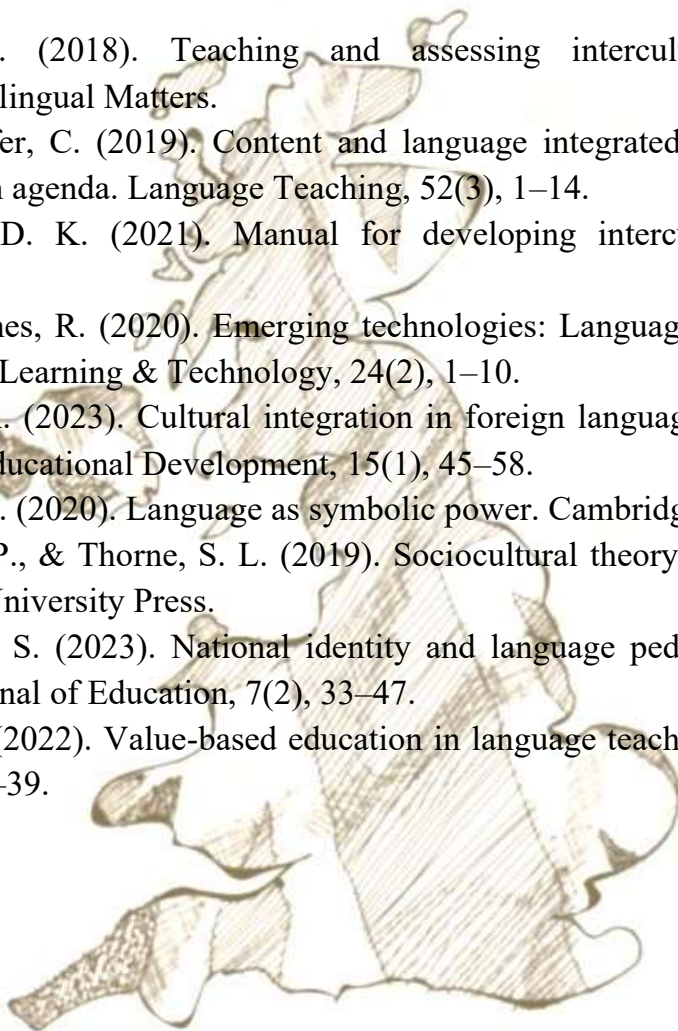 . (2018). Teaching and assessing intercul
lingual Matters.
fer, C. (2019). Content and language integrated
agenda. Language Teaching, 52(3), 1–14.
D. K. (2021). Manual for developing interc
nes, R. (2020). Emerging technologies: Languag
Learning & Technology, 24(2), 1–10.
. (2023). Cultural integration in foreign languag
ducational Development, 15(1), 45–58.
. (2020). Language as symbolic power. Cambridg
P., & Thorne, S. L. (2019). Sociocultural theory
University Press.
S. (2023). National identity and language ped
nal of Education, 7(2), 33–47.
(2022). Value-based education in language teach
–39.